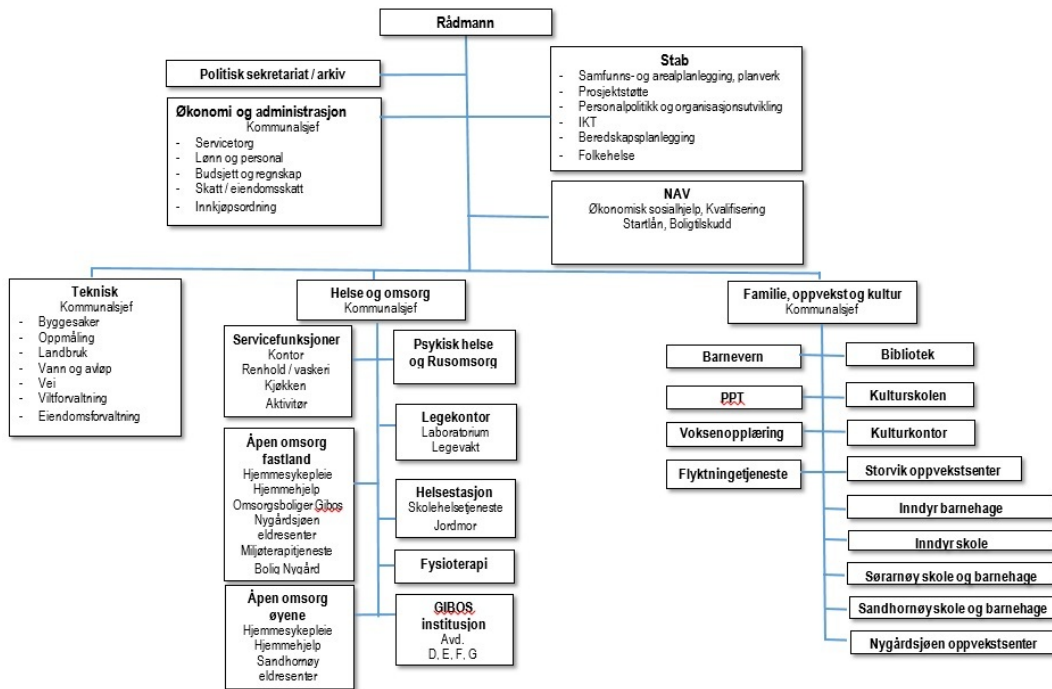 Rådmann
Politisk sekretariat / arkiv
Stab
- Samfunns- og arealplanlegging, planverk
- Prosjektstøtte
- Personalpolitikk og organisasjonsutvikling
- IKT
- Beredskapsplanlegging
- Folkehelse
Økonomi og administrasjon
Kommunalsjef
- Servicetorg
- Lønn og personal
- Budsjett og regnskap
- Skatt / eiendomsskatt
- Innkjøpsordning
NAV
Økonomisk sosialhjelp, Kvalifisering
Startlån, Boligtilskudd
Teknisk
Kommunalsjef
- Byggesaker
- Oppmåling
- Landbruk
- Vann og avløp
- Vei
- Viltforvaltning
- Eiendomsforvaltning
Helse og omsorg
Kommunalsjef
Servicefunksjoner
Kontor
Renhold / vaskeri
Kjøkken
Aktivitør
Psykisk helse
og Rusomsorg
Legekontor
Laboratorium
Legevakt
Åpen omsorg
fastland
Hjemmesykepleie
Hjemmehjelp
Omsorgsboliger Gibos
Nygårdsjøen
eldresenter
Miljøterapitjeneste
Bolig Nygård
Helsestasjon
Skolehelsetjeneste
Jordmor
Fysioterapi
Åpen omsorg
øyene
Hjemmesykepleie
Hjemmehjelp
Sandhornøy
eldresenter
GIBOS
institusjon
Avd.
D, E, F, G
Familie, oppvekst og kultur
Kommunalsjef
Barnevern
Bibliotek
PPT
Kulturskolen
Voksenopplæring
Kulturkontor
Flyktningetjeneste
Storvik oppvekstsenter
Inndyr barnehage
Inndyr skole
Sørarnøy skole og barnehage
Sandhornøy skole og barnehage
Nygårdsjøen oppvekstsenter